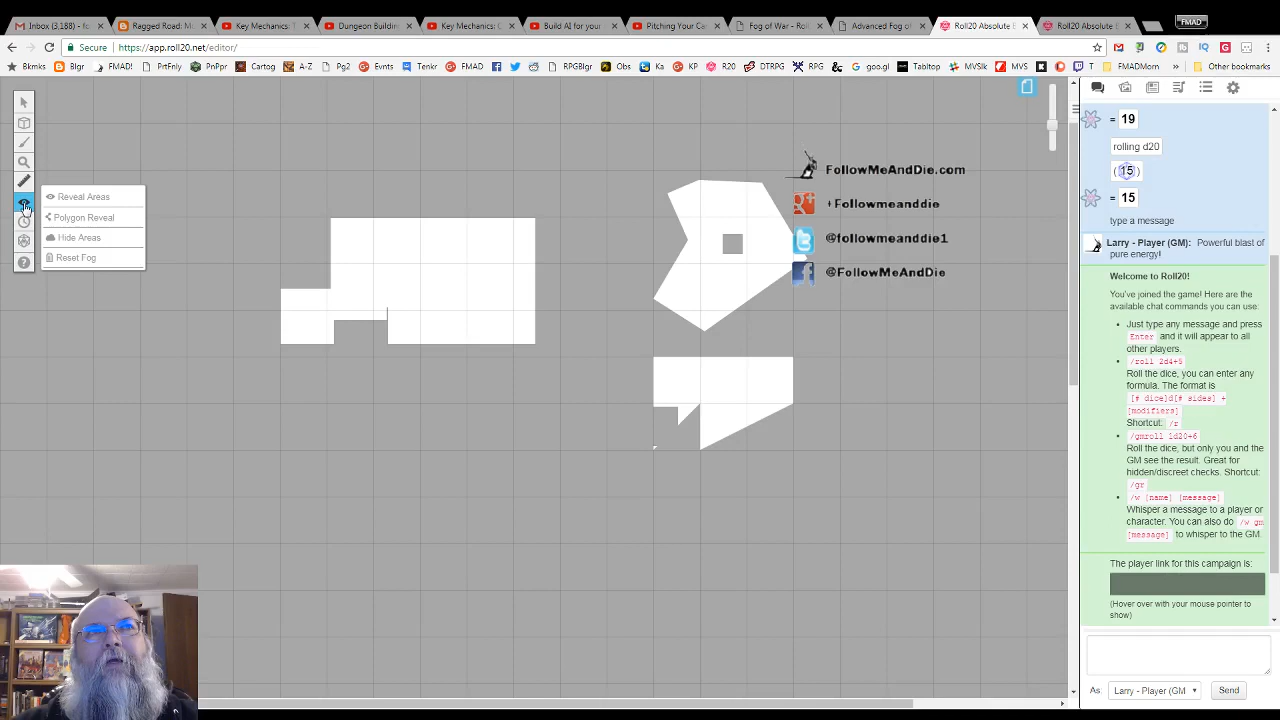 Inbox (3,188) - follow
Ragged Road: M
Key Mechanics: T
Dungeon Building
Key Mechanics: C
Build AI for your
Pitching Your Ca
Fog of War - Roll
Advanced Fog of
Roll20 Absolute B
Roll20 Absolute B
FMAD
Secure
https://app.roll20.net/editor/
Bkmks
Blgr
FMAD!
PrtFnly
PnPpr
Cartog
A-Z
Pg2
Evnts
Tenkr
FMAD
RPGBlgr
Obs
Ka
KP
R20
DTRPG
RPG
goo.gl
Tabltop
MVSlk
MVS
K
FMADMorn
Other bookmarks
Reveal Areas
Polygon Reveal
Hide Areas
Reset Fog
FollowMeAndDie.com
+Followmeanddie
@followmeanddie1
@FollowMeAndDie
= 19
rolling d20
(15)
= 15
type a message
Larry - Player (GM): Powerful blast of
pure energy!
Welcome to Roll20!
You've joined the game! Here are the
available chat commands you can use:
Just type any message and press
Enter and it will appear to all
other players.
/roll 2d4+5
Roll the dice, you can enter any
formula. The format is
[# dice]d[# sides] +
[modifiers]
Shortcut: /r
/gmroll 1d20+6
Roll the dice, but only you and the
GM see the result. Great for
hidden/discreet checks. Shortcut:
/gr
/w [name] [message]
Whisper a message to a player or
character. You can also do /w gm
[message] to whisper to the GM.
The player link for this campaign is:
(Hover over with your mouse pointer to
show)
As:
Larry - Player (GM
Send